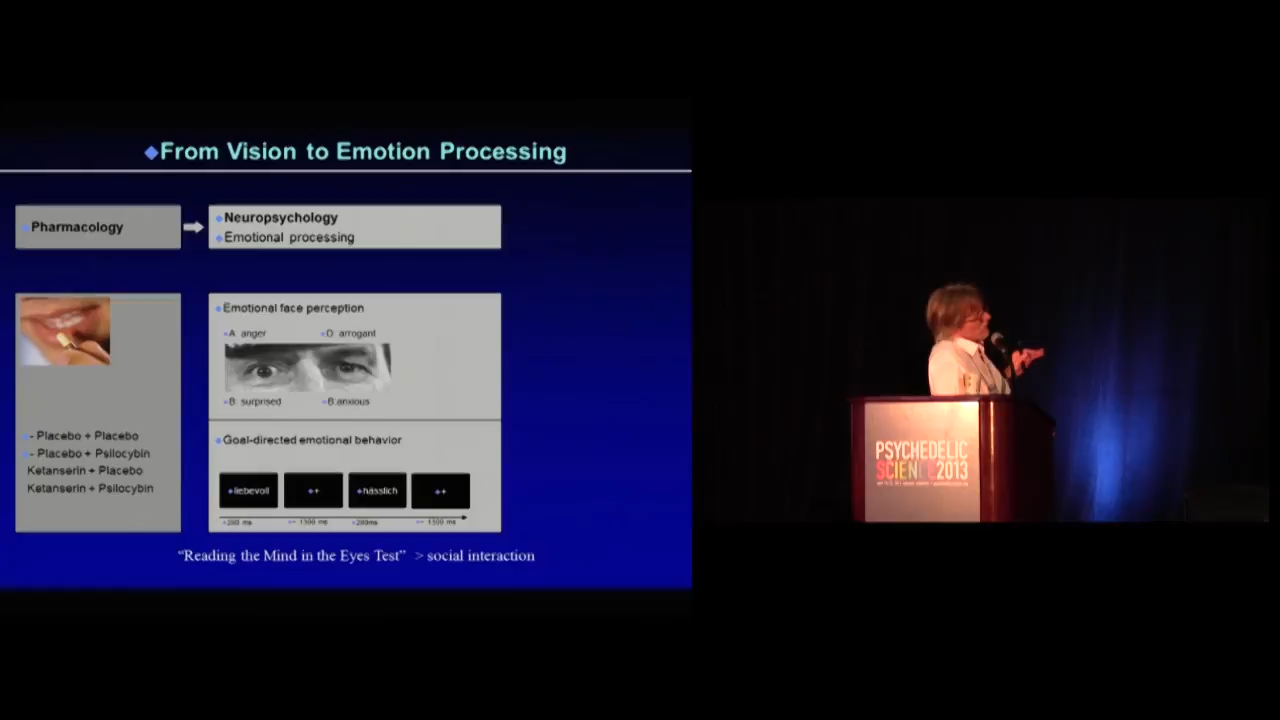 From Vision to Emotion Processing
Pharmacology
Neuropsychology
Emotional processing
- Placebo + Placebo
- Placebo + Psilocybin
Ketanserin + Placebo
Ketanserin + Psilocybin
Emotional face perception
A: anger
D: arrogant
B: surprised
B:anxious
Goal-directed emotional behavior
liebevoll
+
hässlich
+
"Reading the Mind in the Eyes Test" > social interaction
PSYCHEDELIC
SCIENCE2013